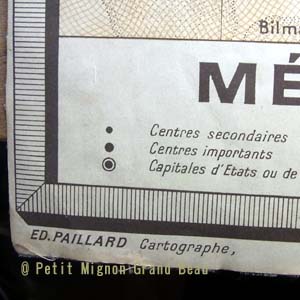 Bilma
MÉ
Centres secondaires
Centres importants
Capitales d'Etats ou de
ED. PAILLARD Cartographe,
@ Petit Mignon Grand Beau